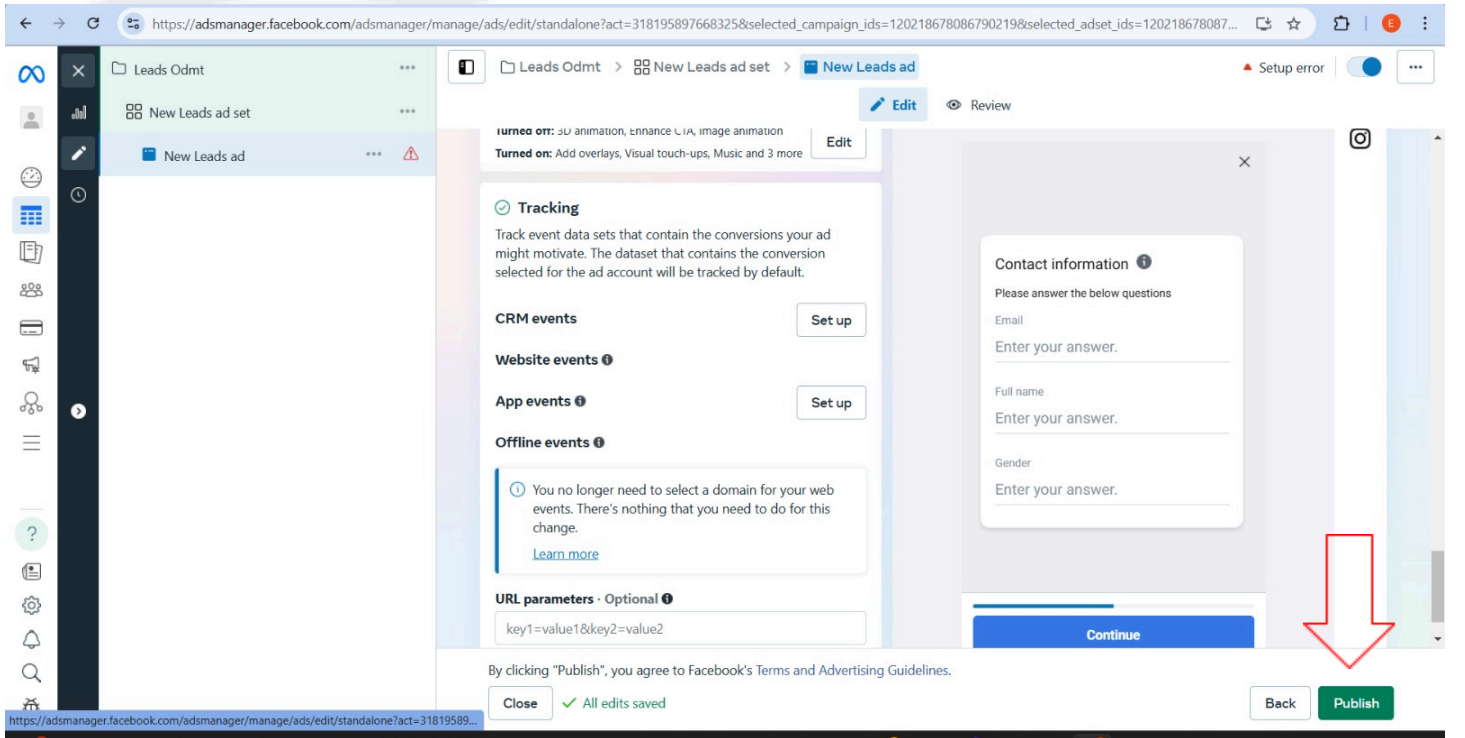 https://adsmanager.facebook.com/adsmanager/manage/ads/edit/standalone?act=318195897668325&selected_campaign_ids=120218678086790219&selected_adset_ids=120218678087...
E
Leads Odmt
New Leads ad set
New Leads ad
Leads Odmt > New Leads ad set > New Leads ad
Setup error
Edit
Review
Turned off: 3D animation, Enhance CTA, Image animation
Turned on: Add overlays, Visual touch-ups, Music and 3 more
Edit
Tracking
Track event data sets that contain the conversions your ad
might motivate. The dataset that contains the conversion
selected for the ad account will be tracked by default.
CRM events
Set up
Website events
App events
Set up
Offline events
You no longer need to select a domain for your web
events. There's nothing that you need to do for this
change.
Learn more
URL parameters · Optional
key1=value1&key2=value2
Contact information
Please answer the below questions
Email
Enter your answer.
Full name
Enter your answer.
Gender
Enter your answer.
Continue
By clicking "Publish", you agree to Facebook's Terms and Advertising Guidelines.
Close
All edits saved
Back
Publish
https://adsmanager.facebook.com/adsmanager/manage/ads/edit/standalone?act=31819589...